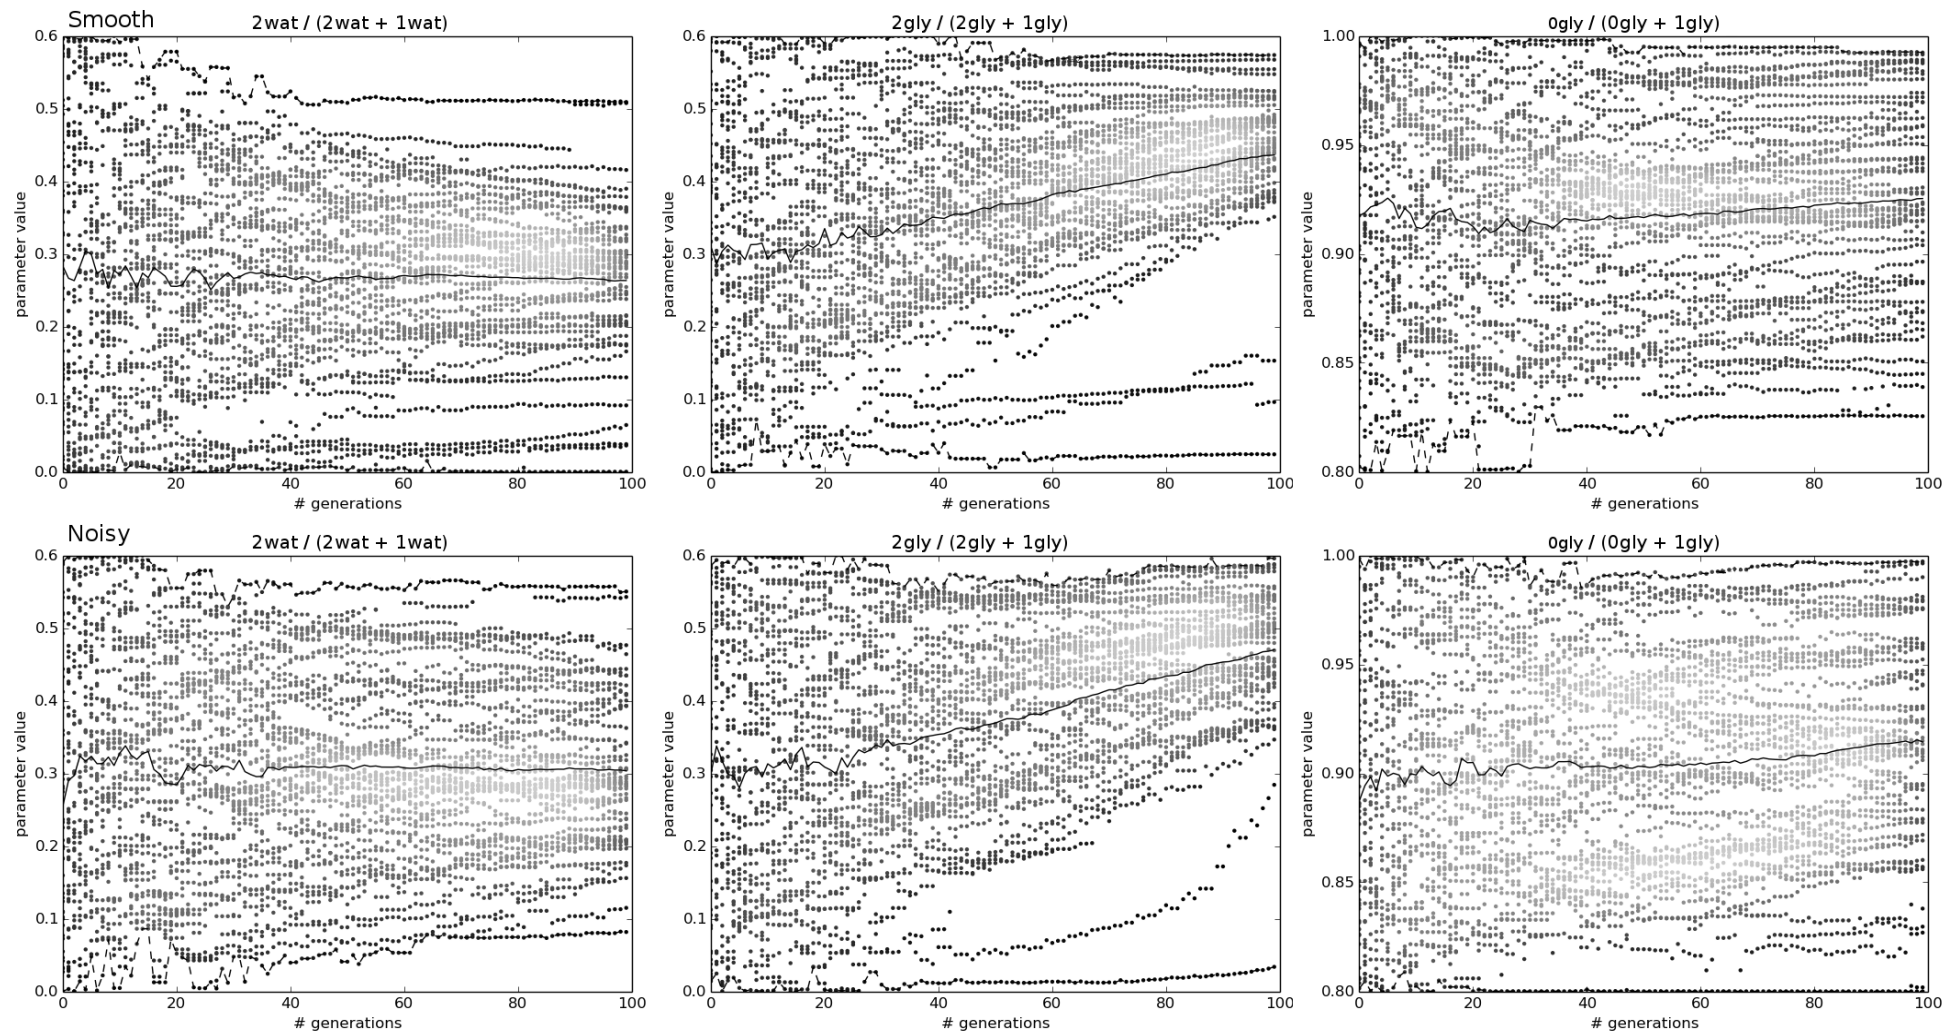 Smooth
2wat / (2wat + 1wat)
2gly / (2gly + 1gly)
0gly / (0gly + 1gly)
parameter value
0.6
0.5
0.4
0.3
0.2
0.1
0.0
0 20 40 60 80 100
# generations
parameter value
0.6
0.5
0.4
0.3
0.2
0.1
0.0
0 20 40 60 80 100
# generations
parameter value
1.00
0.95
0.90
0.85
0.80
0 20 40 60 80 100
# generations
Noisy
2wat / (2wat + 1wat)
2gly / (2gly + 1gly)
0gly / (0gly + 1gly)
parameter value
0.6
0.5
0.4
0.3
0.2
0.1
0.0
0 20 40 60 80 100
# generations
parameter value
0.6
0.5
0.4
0.3
0.2
0.1
0.0
0 20 40 60 80 100
# generations
parameter value
1.00
0.95
0.90
0.85
0.80
0 20 40 60 80 100
# generations